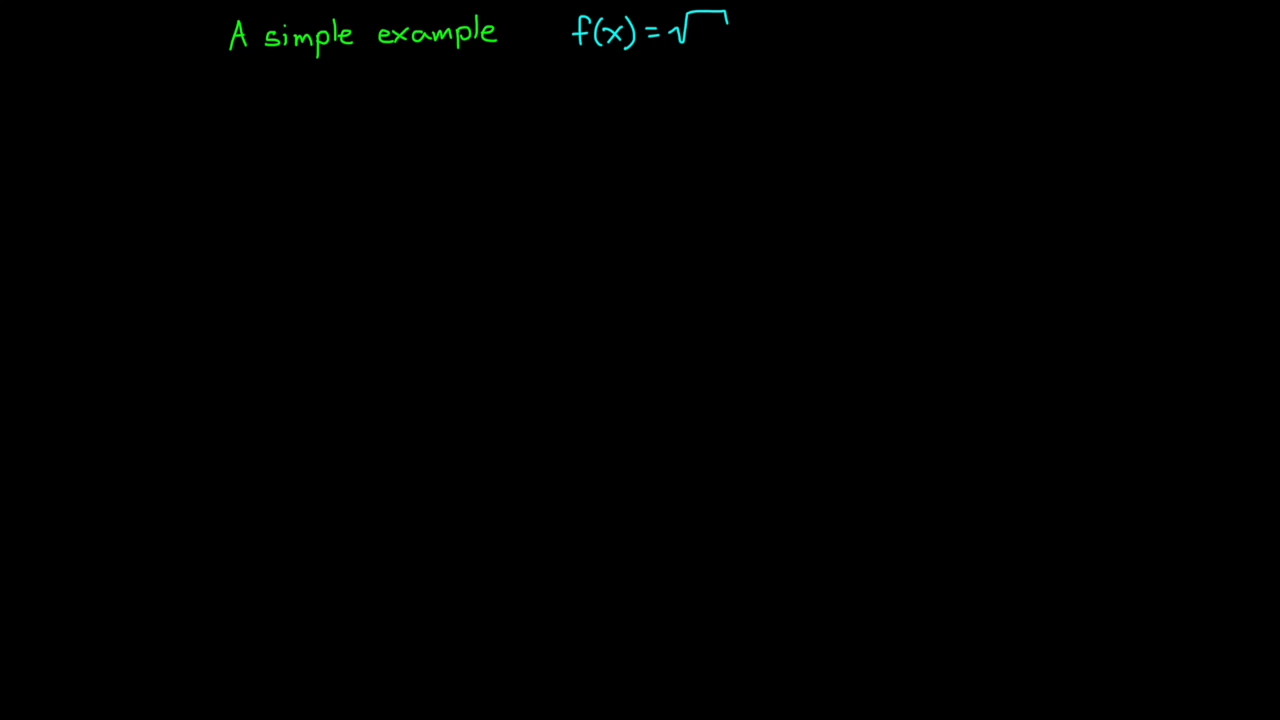 A simple example f(x) = √